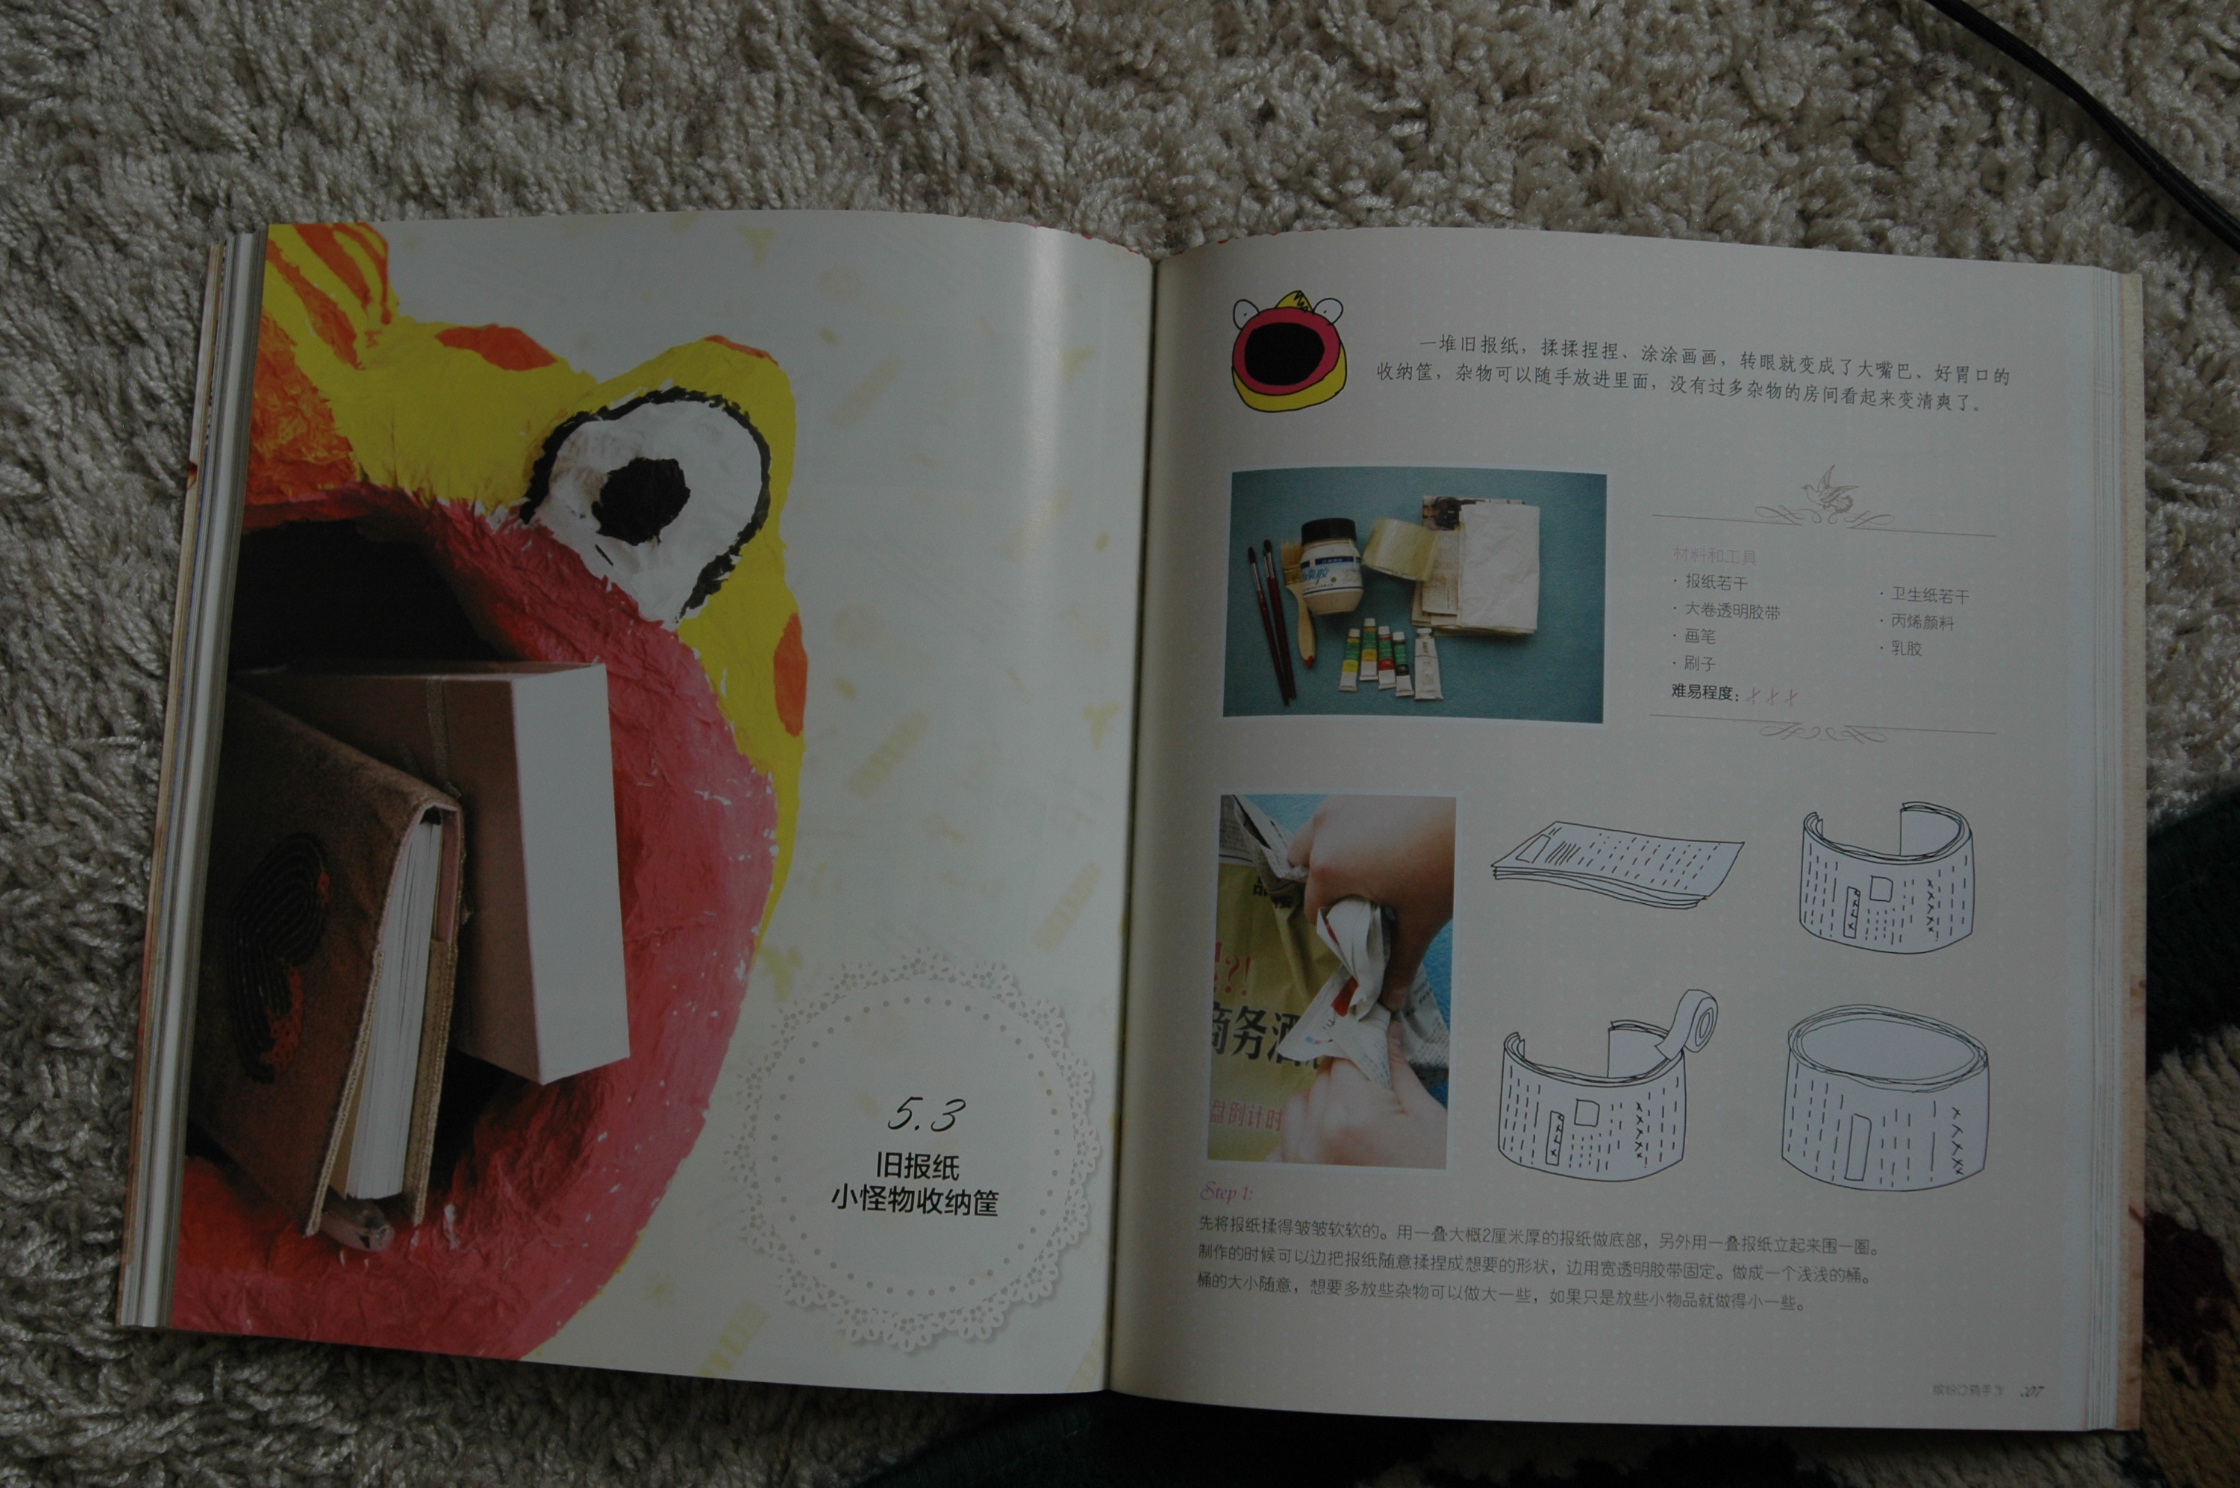 5.3
旧报纸
小怪物收纳筐
一堆旧报纸，揉揉捏捏、涂涂画画，转眼就变成了大嘴巴、好胃口的
收纳筐，杂物可以随手放进里面，没有过多杂物的房间看起来变清爽了。
材料和工具
· 报纸若干
· 大卷透明胶带
· 画笔
· 刷子
· 卫生纸若干
· 丙烯颜料
· 乳胶
难易程度：
?!
商务酒
盘倒计时
Step 1:
先将报纸揉得皱皱软软的。用一叠大概2厘米厚的报纸做底部，另外用一叠报纸立起来围一圈。
制作的时候可以边把报纸随意揉捏成想要的形状，边用宽透明胶带固定。做成一个浅浅的桶。
桶的大小随意，想要多放些杂物可以做大一些，如果只是放些小物品就做得小一些。